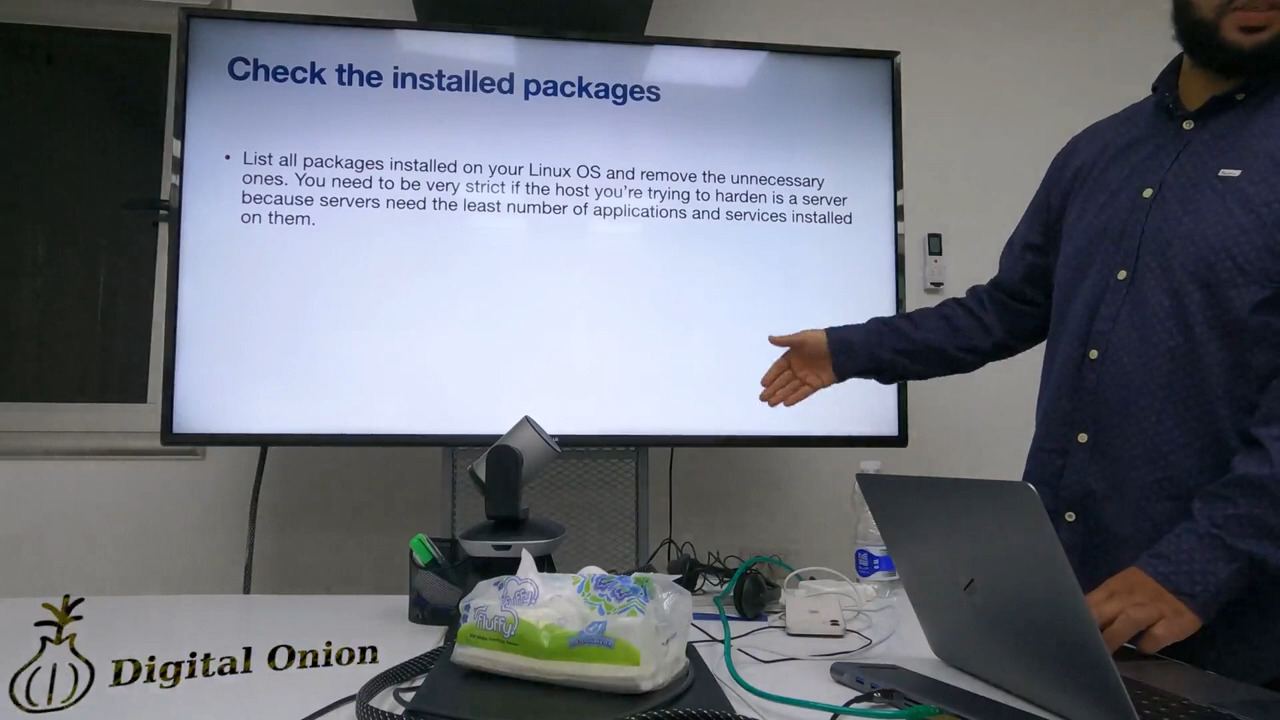 Check the installed packages
• List all packages installed on your Linux OS and remove the unnecessary
ones. You need to be very strict if the host you're trying to harden is a server
because servers need the least number of applications and services installed
on them.
Fluffy!
Fluffy!
Digital Onion